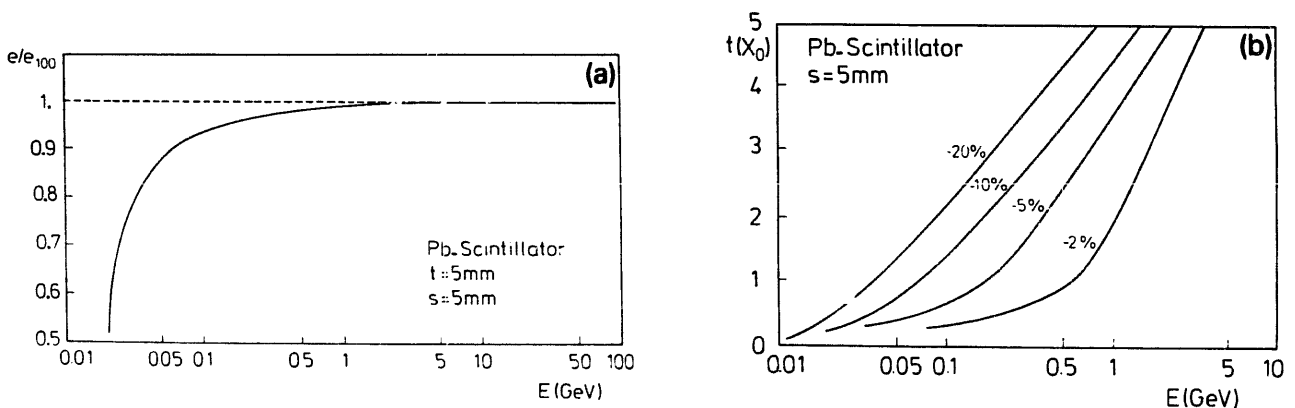 e/e₁₀₀
(a)
1.
0.9
0.8
0.7
0.6
0.5
Pb-Scintillator
t=5mm
s=5mm
0.01 005 01 05 1 5 10 50 100
E (GeV)
5
t(X₀)
4
3
2
1
0
Pb-Scintillator
s=5mm
(b)
-20%
-10%
-5%
-2%
0.01 0.05 0.1 0.5 1 5 10
E(GeV)